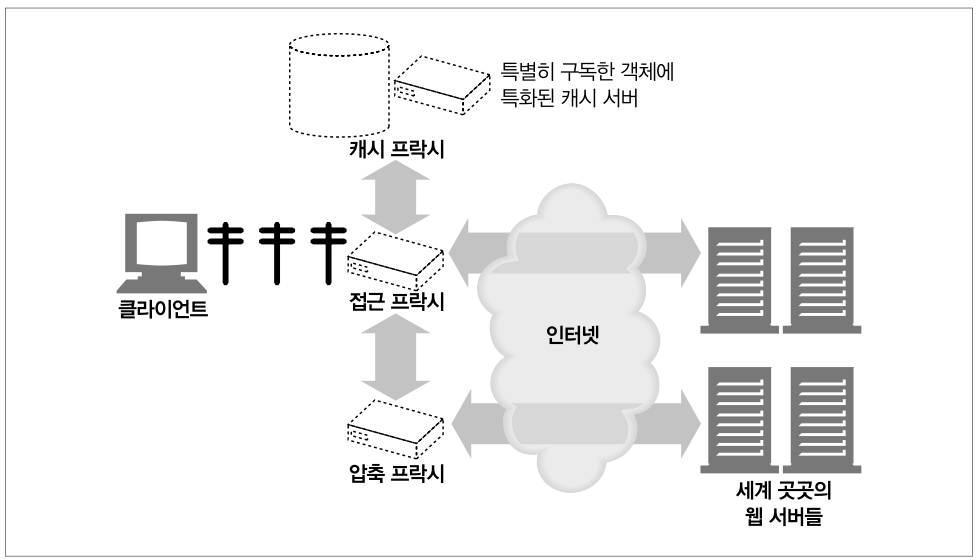 특별히 구독한 객체에
특화된 캐시 서버
캐시 프락시
클라이언트
접근 프락시
인터넷
압축 프락시
세계 곳곳의
웹 서버들